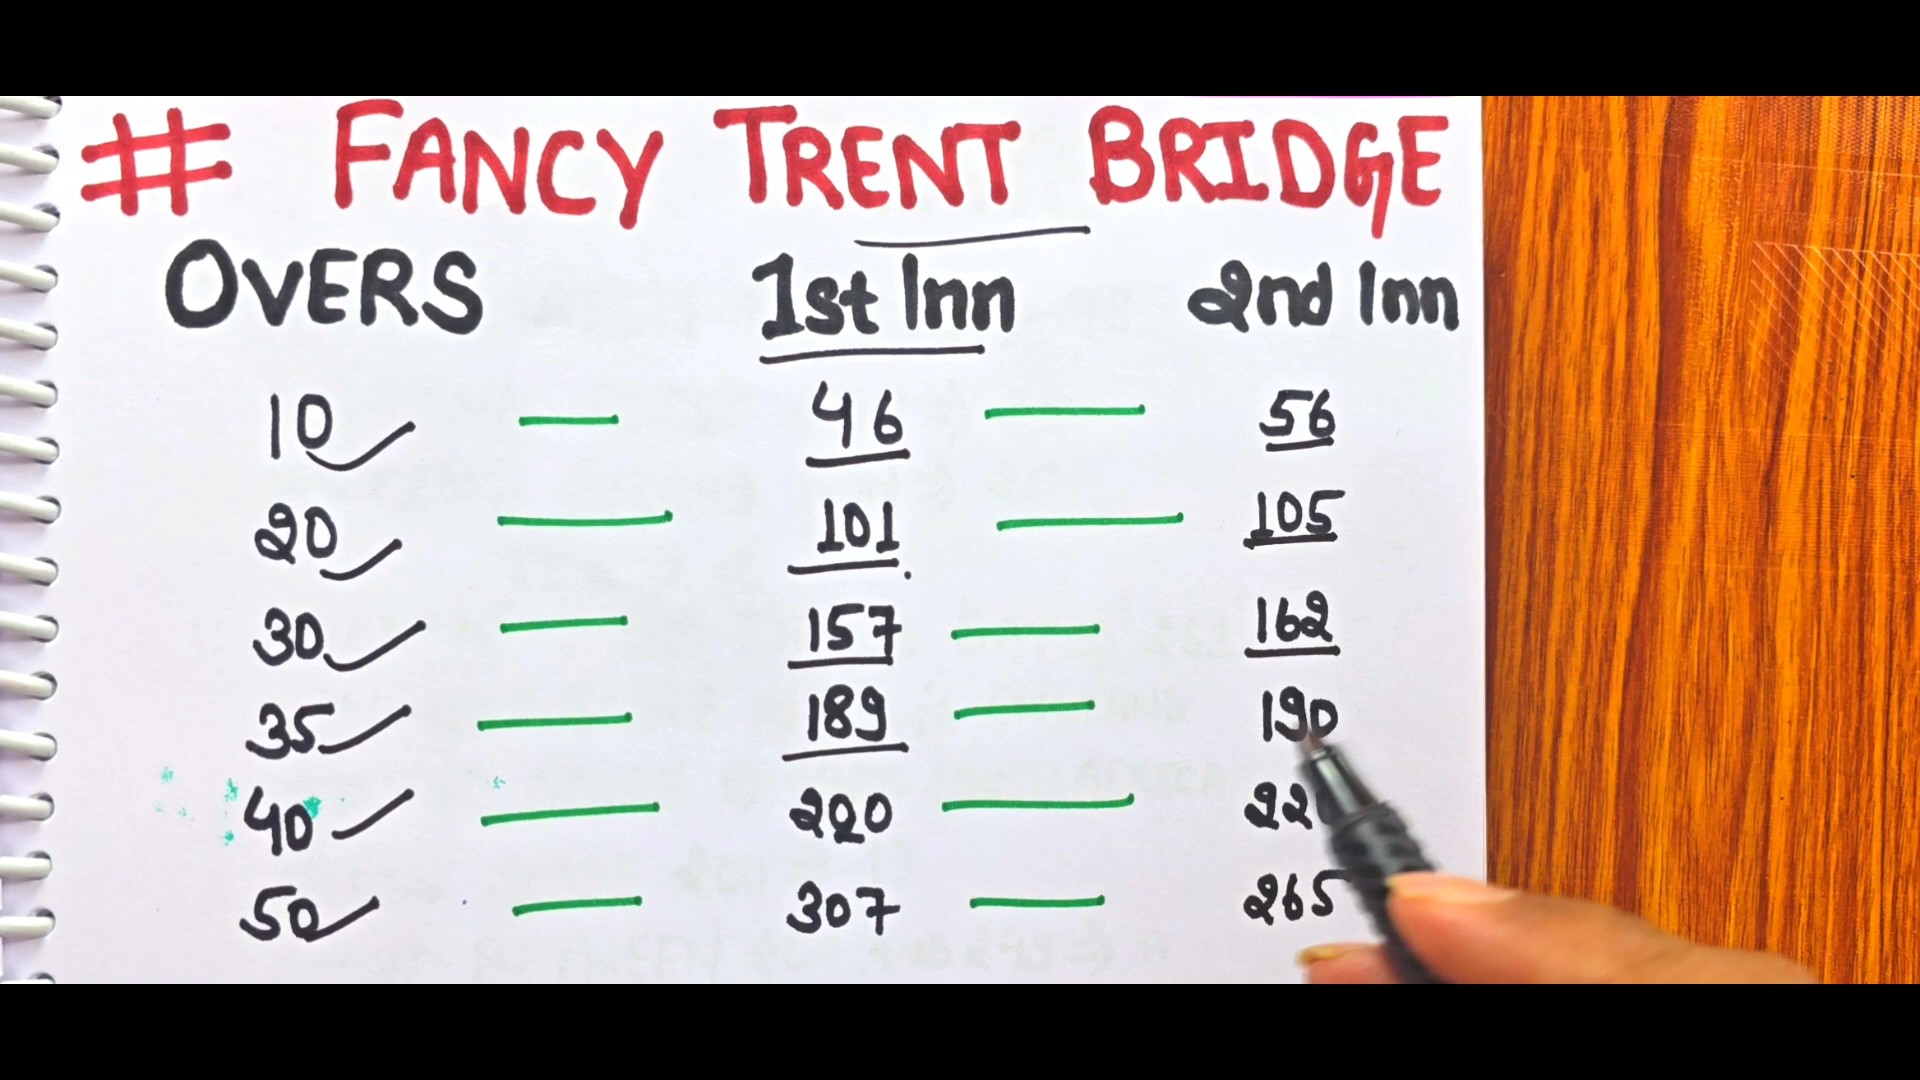 # FANCY TRENT BRIDGE
OVERS 1st Inn 2nd Inn
10 — 46 — 56
20 — 101 — 105
30 — 157 — 162
35 — 189 — 190
40 — 220 —
50 — 307 — 265